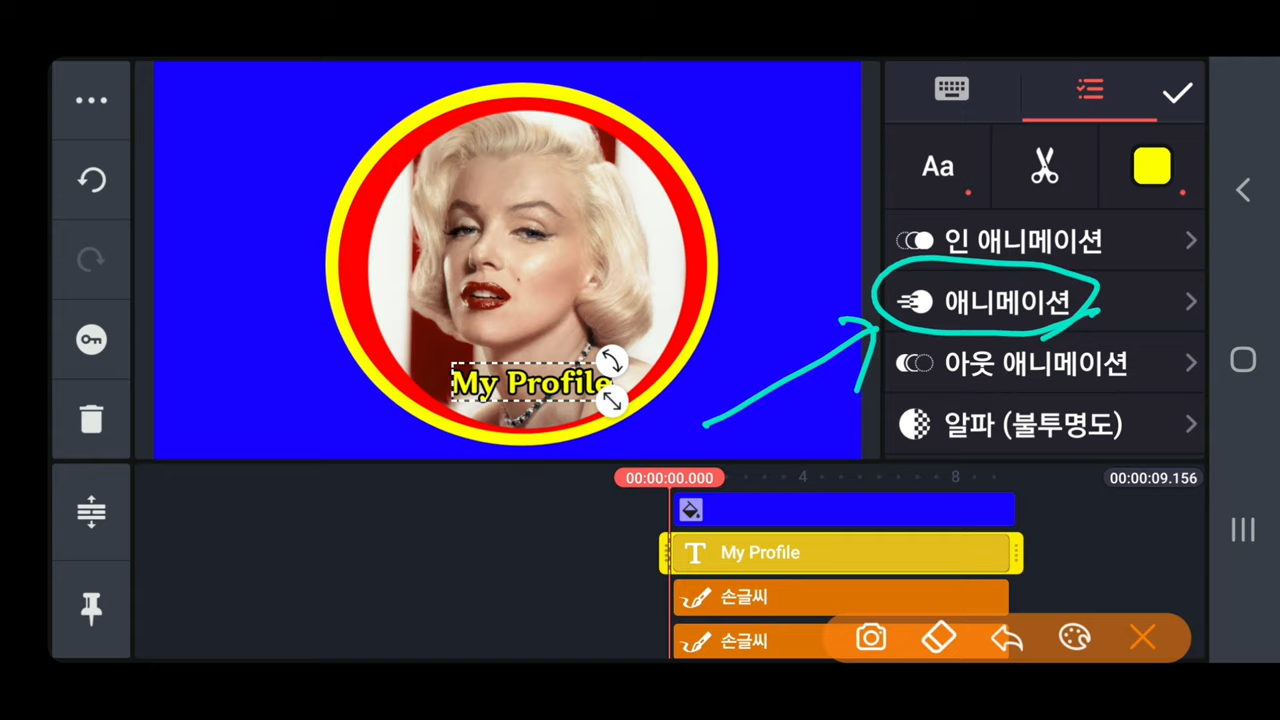 Aa
인 애니메이션
애니메이션
아웃 애니메이션
알파 (불투명도)
My Profile
00:00:00.000
4
8
00:00:09.156
T My Profile
손글씨
손글씨